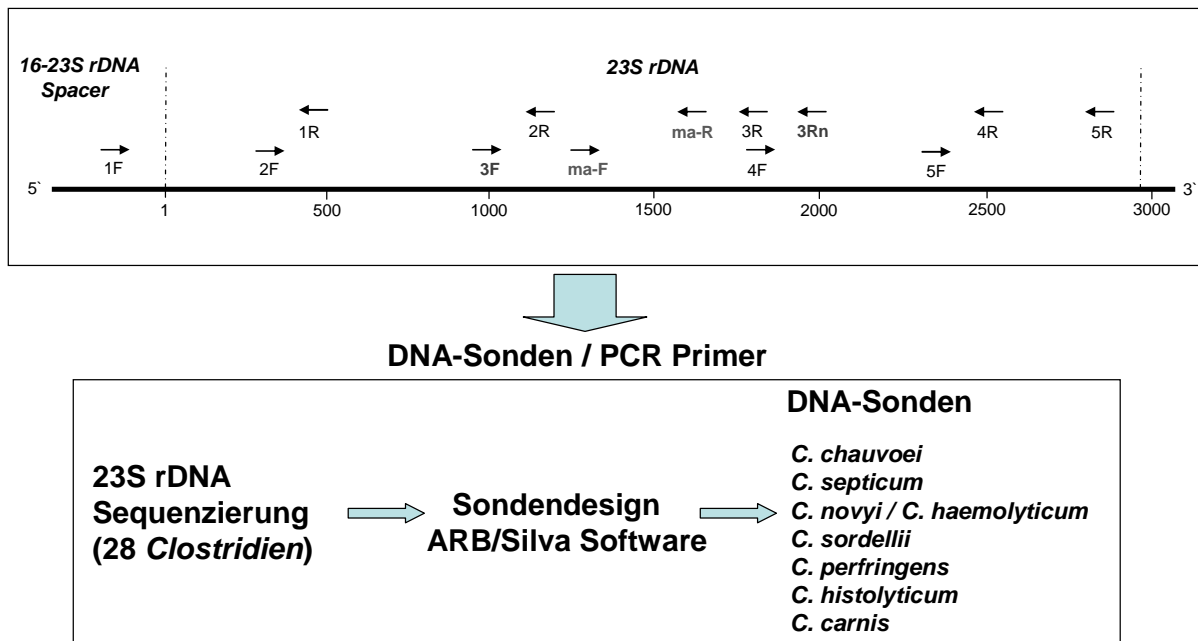 16-23S rDNA
Spacer
23S rDNA
1R
2R
ma-R
3R
3Rn
4R
5R
1F
2F
3F
ma-F
4F
5F
5`
3`
1
500
1000
1500
2000
2500
3000
DNA-Sonden / PCR Primer
23S rDNA
Sequenzierung
(28 Clostridien)
Sondendesign
ARB/Silva Software
DNA-Sonden
C. chauvoei
C. septicum
C. novyi / C. haemolyticum
C. sordellii
C. perfringens
C. histolyticum
C. carnis